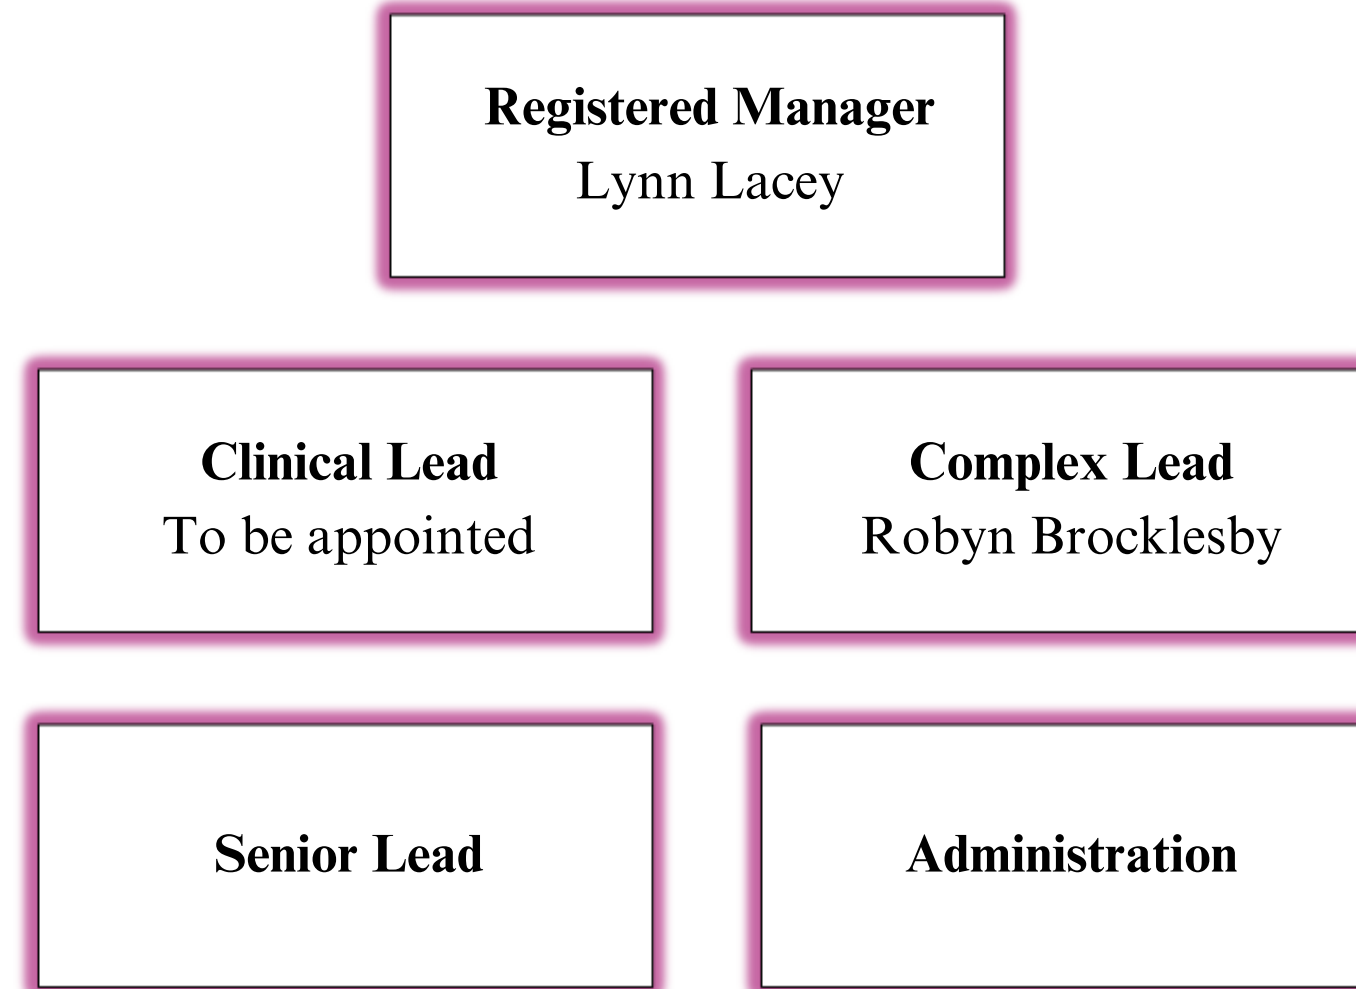 Registered Manager
Lynn Lacey
Clinical Lead
To be appointed
Complex Lead
Robyn Brocklesby
Senior Lead
Administration